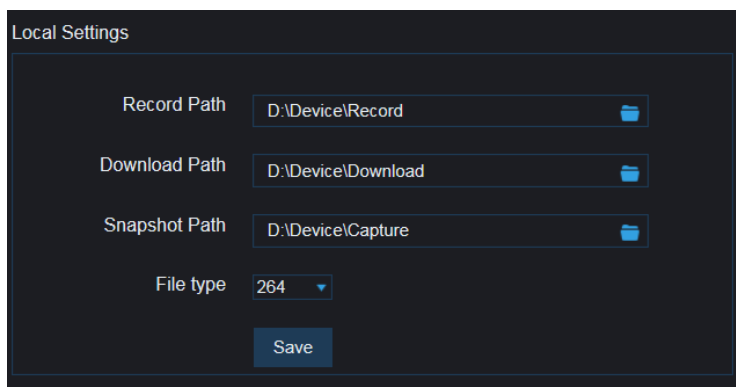 Local Settings
Record Path D:\Device\Record
Download Path D:\Device\Download
Snapshot Path D:\Device\Capture
File type 264
Save